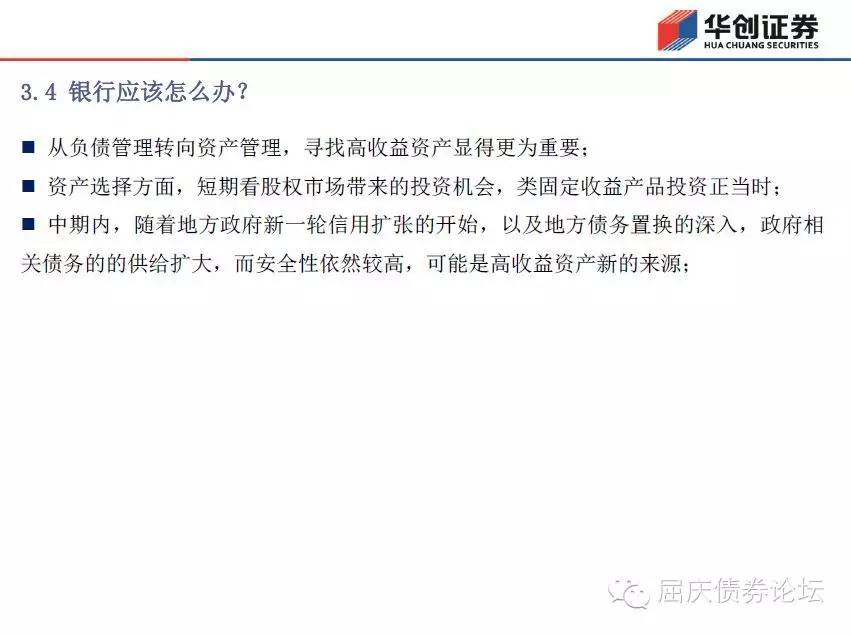 华创证券
HUA CHUANG SECURITIES
3.4 银行应该怎么办？
■ 从负债管理转向资产管理，寻找高收益资产显得更为重要；
■ 资产选择方面，短期看股权市场带来的投资机会，类固定收益产品投资正当时；
■ 中期内，随着地方政府新一轮信用扩张的开始，以及地方债务置换的深入，政府相
关债务的的供给扩大，而安全性依然较高，可能是高收益资产新的来源；
屈庆债券论坛